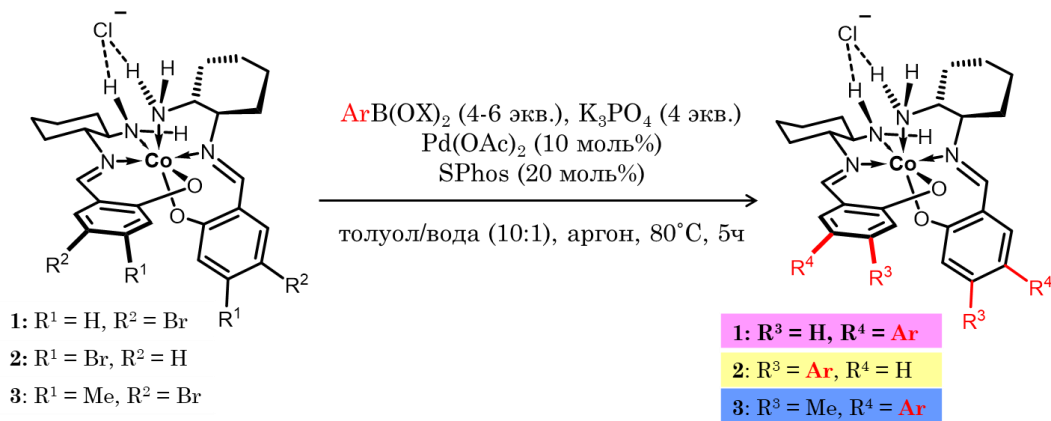 Cl−
H
H
H
N
N
H
N
Co
N
O
O
R²
R¹
R²
R¹
1: R¹ = H, R² = Br
2: R¹ = Br, R² = H
3: R¹ = Me, R² = Br
ArB(OX)₂ (4-6 экв.), K₃PO₄ (4 экв.)
Pd(OAc)₂ (10 моль%)
SPhos (20 моль%)
толуол/вода (10:1), аргон, 80°С, 5ч
Cl−
H
H
H
N
N
H
N
Co
N
O
O
R⁴
R³
R⁴
R³
1: R³ = H, R⁴ = Ar
2: R³ = Ar, R⁴ = H
3: R³ = Me, R⁴ = Ar